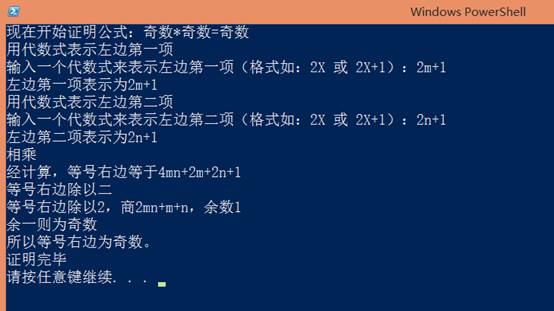 Windows PowerShell
现在开始证明公式：奇数*奇数=奇数
用代数式表示左边第一项
输入一个代数式来表示左边第一项（格式如：2X 或 2X+1）：2m+1
左边第一项表示为2m+1
用代数式表示左边第二项
输入一个代数式来表示左边第二项（格式如：2X 或 2X+1）：2n+1
左边第二项表示为2n+1
相乘
经计算，等号右边等于4mn+2m+2n+1
等号右边除以二
等号右边除以2，商2mn+m+n，余数1
余一则为奇数
所以等号右边为奇数。
证明完毕
请按任意键继续. . .